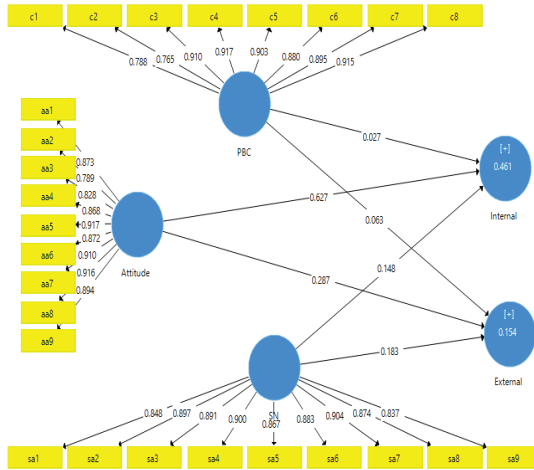 c1 c2 c3 c4 c5 c6 c7 c8
0.788 0.765 0.910 0.917 0.903 0.880 0.895 0.915
PBC
aa1
aa2
aa3
aa4
aa5
aa6
aa7
aa8
aa9
0.873
0.789
0.828
0.868
0.917
0.872
0.910
0.916
0.894
Attitude
0.027
0.627
0.063
0.148
0.287
0.183
[+]
0.461
Internal
[+]
0.154
External
SN
0.848 0.897 0.891 0.900 0.867 0.883 0.904 0.874 0.837
sa1 sa2 sa3 sa4 sa5 sa6 sa7 sa8 sa9